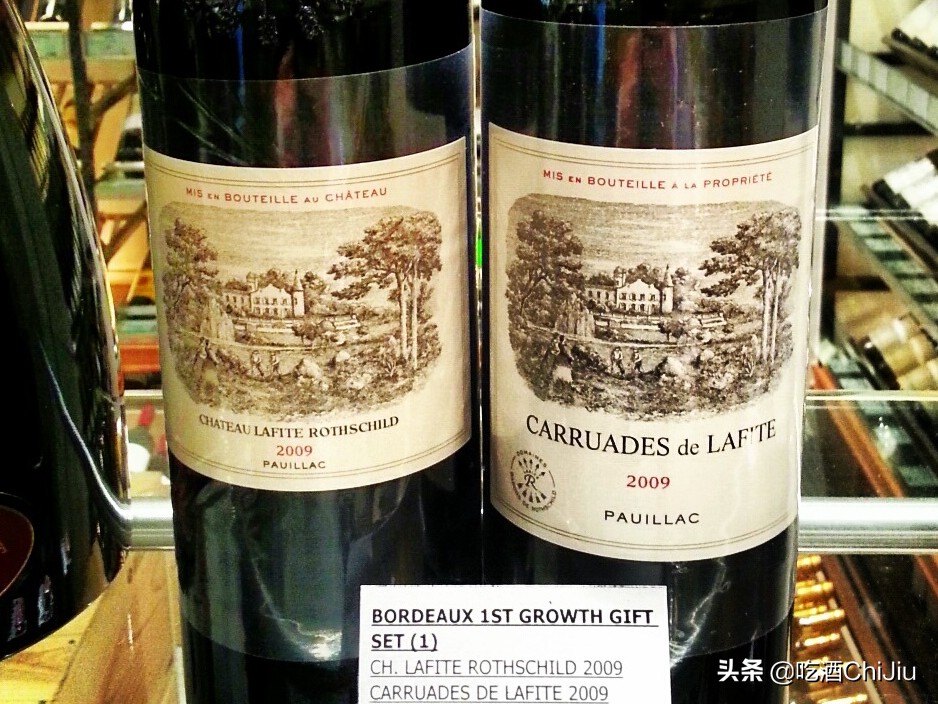 MIS EN BOUTEILLE AU CHÂTEAU
CHATEAU LAFITE ROTHSCHILD
2009
PAUILLAC
MIS EN BOUTEILLE À LA PROPRIÉTÉ
CARRUADES de LAFITE
2009
PAUILLAC
BORDEAUX 1ST GROWTH GIFT
SET (1)
CH. LAFITE ROTHSCHILD 2009
CARRUADES DE LAFITE 2009
头条 @吃酒ChiJiu